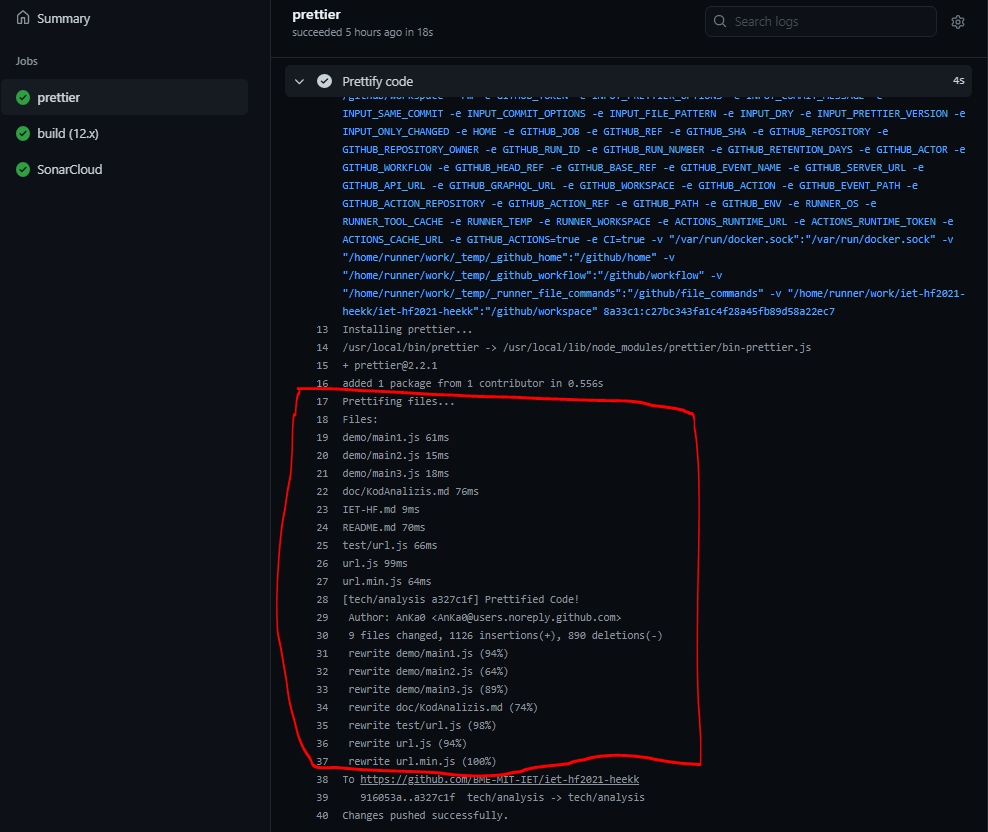 Summary
Jobs
prettier
build (12.x)
SonarCloud
prettier
succeeded 5 hours ago in 18s
Search logs
Prettify code
4s
INPUT_SAME_COMMIT -e INPUT_COMMIT_OPTIONS -e INPUT_FILE_PATTERN -e INPUT_DRY -e INPUT_PRETTIER_VERSION -e
INPUT_ONLY_CHANGED -e HOME -e GITHUB_JOB -e GITHUB_REF -e GITHUB_SHA -e GITHUB_REPOSITORY -e
GITHUB_REPOSITORY_OWNER -e GITHUB_RUN_ID -e GITHUB_RUN_NUMBER -e GITHUB_RETENTION_DAYS -e GITHUB_ACTOR -e
GITHUB_WORKFLOW -e GITHUB_HEAD_REF -e GITHUB_BASE_REF -e GITHUB_EVENT_NAME -e GITHUB_SERVER_URL -e
GITHUB_API_URL -e GITHUB_GRAPHQL_URL -e GITHUB_WORKSPACE -e GITHUB_ACTION -e GITHUB_EVENT_PATH -e
GITHUB_ACTION_REPOSITORY -e GITHUB_ACTION_REF -e GITHUB_PATH -e GITHUB_ENV -e RUNNER_OS -e
RUNNER_TOOL_CACHE -e RUNNER_TEMP -e RUNNER_WORKSPACE -e ACTIONS_RUNTIME_URL -e ACTIONS_RUNTIME_TOKEN -e
ACTIONS_CACHE_URL -e GITHUB_ACTIONS=true -e CI=true -v "/var/run/docker.sock":"/var/run/docker.sock" -v
"/home/runner/work/_temp/_github_home":"/github/home" -v
"/home/runner/work/_temp/_github_workflow":"/github/workflow" -v
"/home/runner/work/_temp/_runner_file_commands":"/github/file_commands" -v "/home/runner/work/iet-hf2021-
heekk/iet-hf2021-heekk":"/github/workspace" 8a33c1:c27bc343fa1c4f28a45fb89d58a22ec7
13 Installing prettier...
14 /usr/local/bin/prettier -> /usr/local/lib/node_modules/prettier/bin-prettier.js
15 + prettier@2.2.1
16 added 1 package from 1 contributor in 0.556s
17 Prettifing files...
18 Files:
19 demo/main1.js 61ms
20 demo/main2.js 15ms
21 demo/main3.js 18ms
22 doc/KodAnalizis.md 76ms
23 IET-HF.md 9ms
24 README.md 70ms
25 test/url.js 66ms
26 url.js 99ms
27 url.min.js 64ms
28 [tech/analysis a327c1f] Prettified Code!
29 Author: AnKa0 <AnKa0@users.noreply.github.com>
30 9 files changed, 1126 insertions(+), 890 deletions(-)
31 rewrite demo/main1.js (94%)
32 rewrite demo/main2.js (64%)
33 rewrite demo/main3.js (89%)
34 rewrite doc/KodAnalizis.md (74%)
35 rewrite test/url.js (98%)
36 rewrite url.js (94%)
37 rewrite url.min.js (100%)
38 To https://github.com/BME-MIT-IET/iet-hf2021-heekk
39 916053a..a327c1f tech/analysis -> tech/analysis
40 Changes pushed successfully.